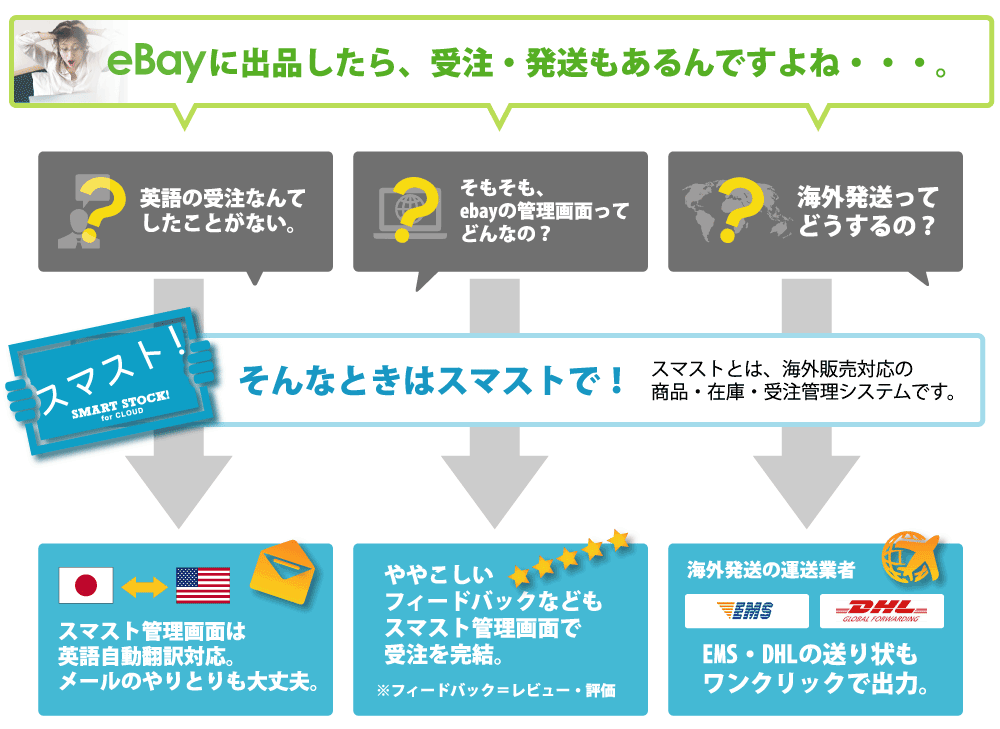 eBayに出品したら、受注・発送もあるんですよね・・・。
英語の受注なんて
したことがない。
そもそも、
ebayの管理画面って
どんなの？
海外発送って
どうするの？
スマスト！
SMART STOCK!
for CLOUD
そんなときはスマストで！
スマストとは、海外販売対応の
商品・在庫・受注管理システムです。
スマスト管理画面は
英語自動翻訳対応。
メールのやりとりも大丈夫。
ややこしい
フィードバックなども
スマスト管理画面で
受注を完結。
※フィードバック＝レビュー・評価
海外発送の運送業者
EMS
DHL
GLOBAL FORWARDING
EMS・DHLの送り状も
ワンクリックで出力。